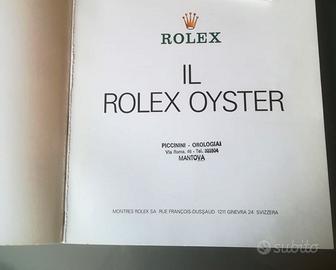 ROLEX
IL
ROLEX OYSTER
PICCININI - OROLOGIAI
Via Roma, 46 - Tel.
MANTOVA
MONTRES ROLEX SA RUE FRANÇOIS-DUSSAUD 1211 GINEVRA 24 SVIZZERA
subito